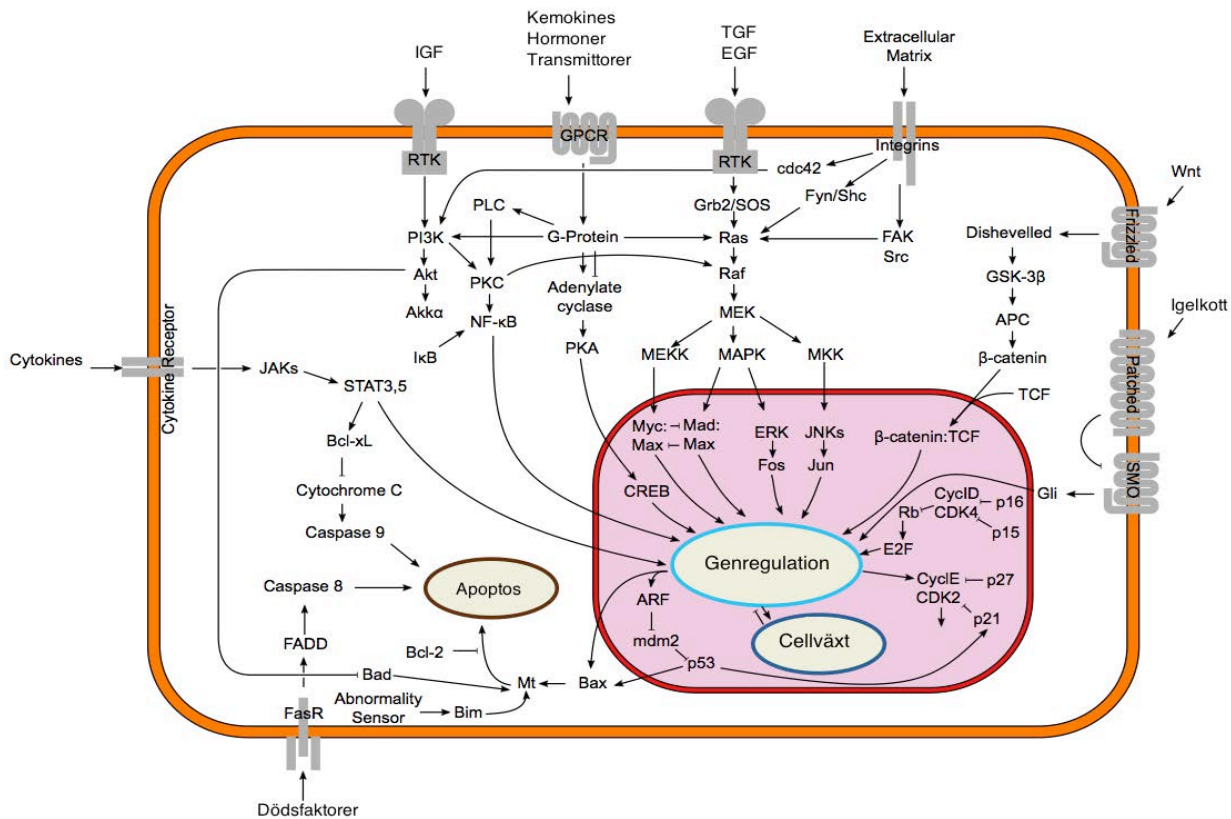 Kemokines
Hormoner
Transmittorer
IGF
TGF
EGF
Extracellular
Matrix
GPCR
RTK
RTK
Integrins
cdc42
Wnt
PLC
Grb2/SOS
Fyn/Shc
Frizzled
PI3K
G-Protein
Ras
FAK
Src
Dishevelled
Akt
PKC
Adenylate
cyclase
Raf
GSK-3β
Akkα
NF-κB
MEK
APC
Igelkott
IκB
PKA
MEKK
MAPK
MKK
β-catenin
Patched
Cytokines
Cytokine Receptor
JAKs
STAT3,5
TCF
Myc:
Max
Mad:
Max
ERK
JNKs
β-catenin:TCF
Bcl-xL
Fos
Jun
SMO
Cytochrome C
CREB
Gli
CyclD
CDK4
p16
Rb
p15
Caspase 9
E2F
Genregulation
Caspase 8
Apoptos
ARF
CyclE
CDK2
p27
p21
FADD
Bcl-2
mdm2
Cellväxt
p53
Bad
Mt
Bax
Abnormality
Sensor
Bim
FasR
Dödsfaktorer